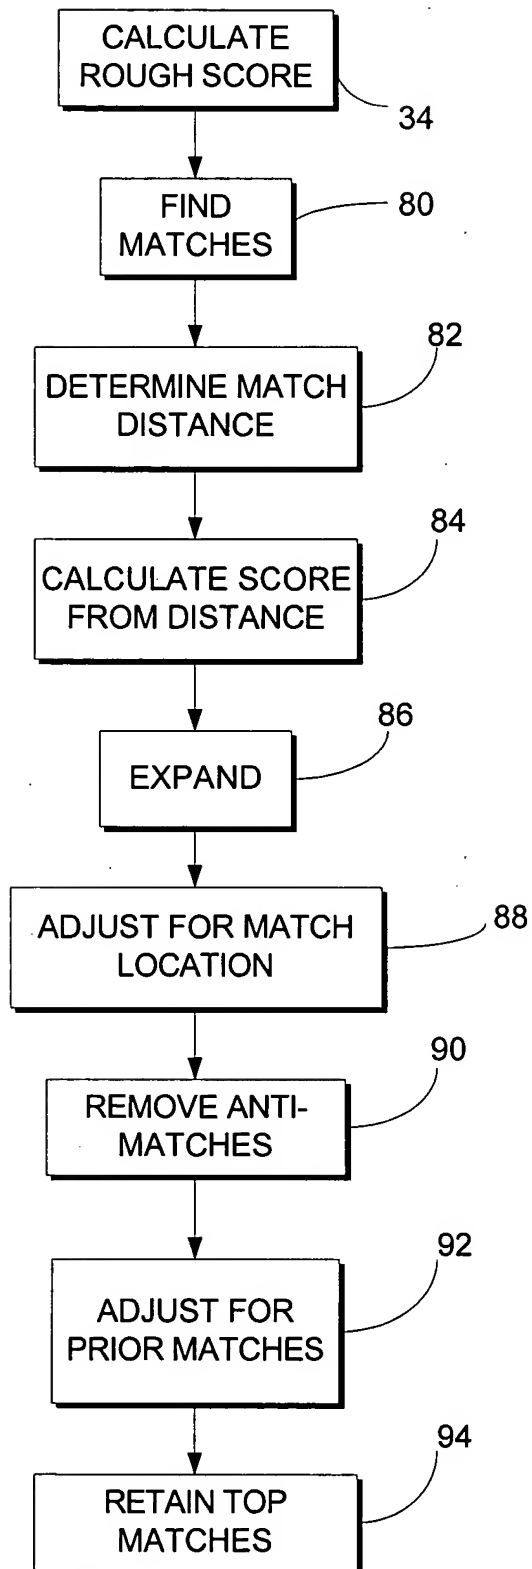 CALCULATE
ROUGH SCORE
34
FIND
MATCHES
80
DETERMINE MATCH
DISTANCE
82
CALCULATE SCORE
FROM DISTANCE
84
EXPAND
86
ADJUST FOR MATCH
LOCATION
88
REMOVE ANTI-
MATCHES
90
ADJUST FOR
PRIOR MATCHES
92
RETAIN TOP
MATCHES
94